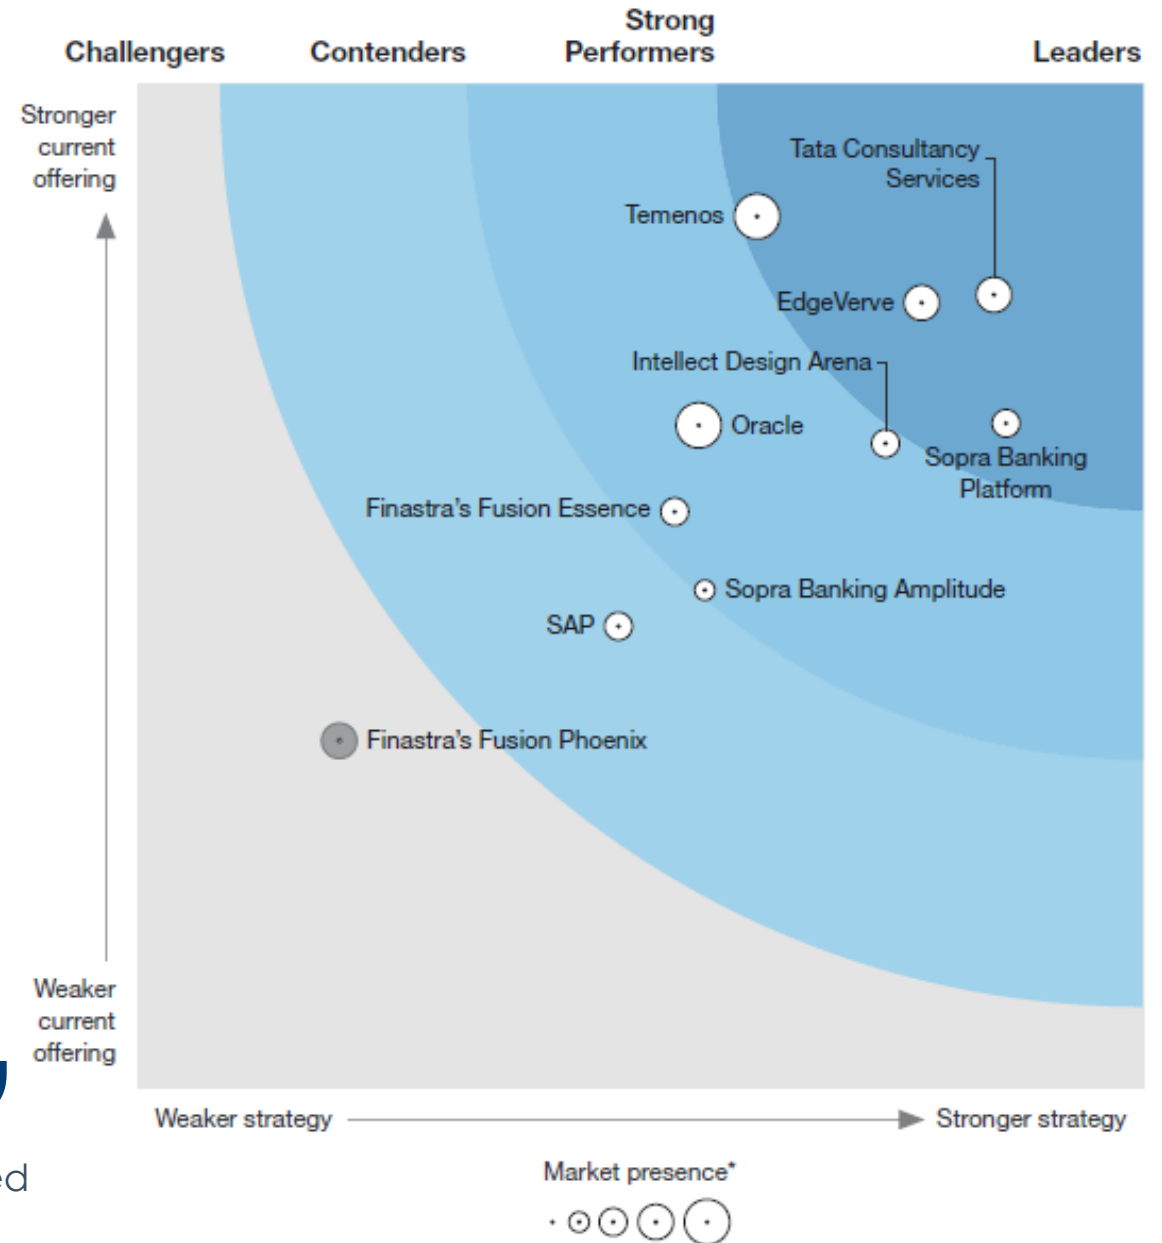 Strong
Challengers Contenders Performers Leaders
Stronger
current
offering
Tata Consultancy
Services
Temenos
EdgeVerve
Intellect Design Arena
Oracle
Sopra Banking
Platform
Finastra’s Fusion Essence
Sopra Banking Amplitude
SAP
Finastra’s Fusion Phoenix
Weaker
current
offering
Weaker strategy Stronger strategy
Market presence*